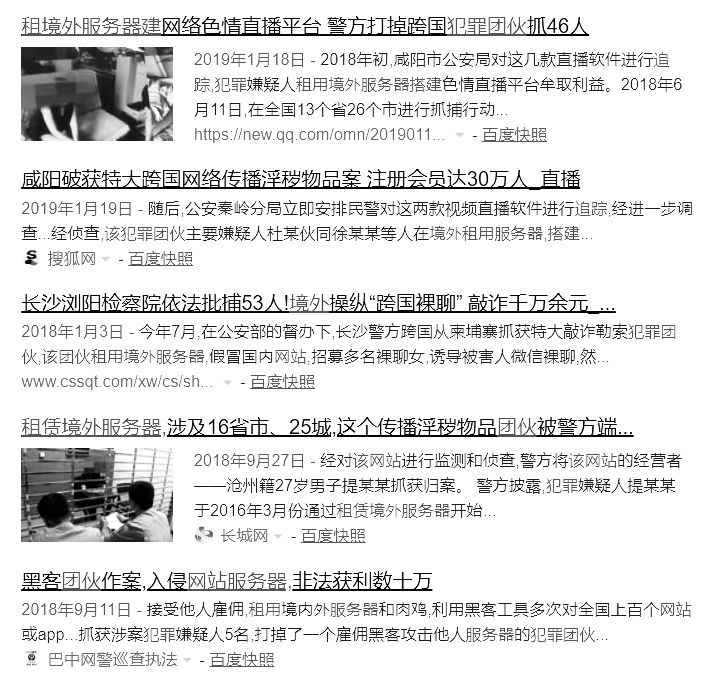 租境外服务器建网络色情直播平台 警方打掉跨国犯罪团伙抓46人
2019年1月18日 - 2018年初,咸阳市公安局对这几款直播软件进行追
踪,犯罪嫌疑人租用境外服务器搭建色情直播平台牟取利益。2018年6
月11日,在全国13个省26个市进行抓捕行动...
https://new.qq.com/omn/2019011... - 百度快照
咸阳破获特大跨国网络传播淫秽物品案 注册会员达30万人_直播
2019年1月19日 - 随后,公安秦岭分局立即安排民警对这两款视频直播软件进行追踪,经进一步调
查...经侦查,该犯罪团伙主要嫌疑人杜某伙同徐某某等人在境外租用服务器,搭建...
搜狐网 - 百度快照
长沙浏阳检察院依法批捕53人!境外操纵“跨国裸聊” 敲诈千万余元_...
2018年1月3日 - 今年7月,在公安部的督办下,长沙警方跨国从柬埔寨抓获特大敲诈勒索犯罪团
伙,该团伙租用境外服务器,假冒国内网站,招募多名裸聊女,诱导被害人微信裸聊,然...
www.cssqt.com/xw/cs/sh... - 百度快照
租赁境外服务器,涉及16省市、25城,这个传播淫秽物品团伙被警方端...
2018年9月27日 - 经对该网站进行监测和侦查,警方将该网站的经营者
——沧州籍27岁男子提某某抓获归案。 警方披露,犯罪嫌疑人提某某
于2016年3月份通过租赁境外服务器开始...
长城网 - 百度快照
黑客团伙作案,入侵网站服务器,非法获利数十万
2018年9月11日 - 接受他人雇佣,租用境内外服务器和肉鸡,利用黑客工具多次对全国上百个网站
或app...抓获涉案犯罪嫌疑人5名,打掉了一个雇佣黑客攻击他人服务器的犯罪团伙...
巴中网警巡查执法 - 百度快照